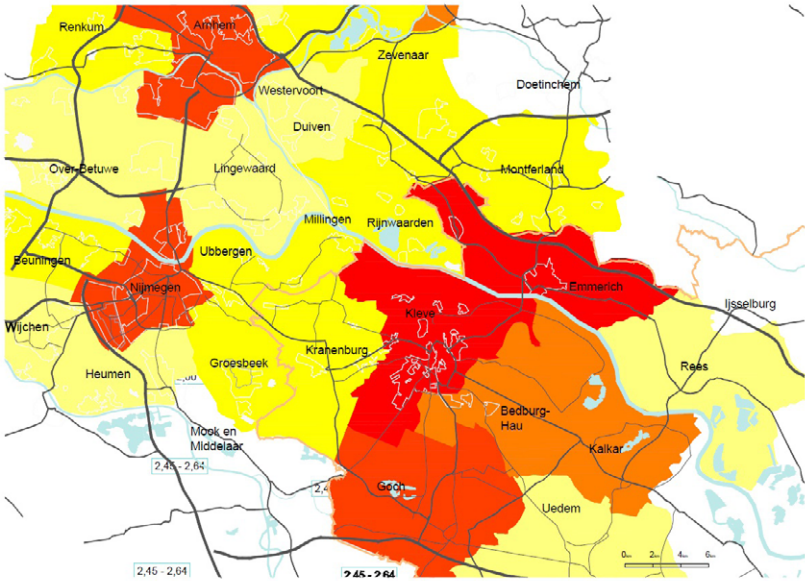 Renkum
Arnhem
Zevenaar
Doetinchem
Westervoort
Duiven
Over-Betuwe
Lingewaard
Montferland
Millingen
Rijnwaarden
Ubbergen
Beuningen
Nijmegen
Emmerich
Ijsselburg
Kleve
Wijchen
Kranenburg
Groesbeek
Rees
Heumen
Bedburg-
Hau
Mook en
Middelaar
Kalkar
2,45 - 2,64
Goch
Uedem
2,45 - 2,64
2,45 - 2,64